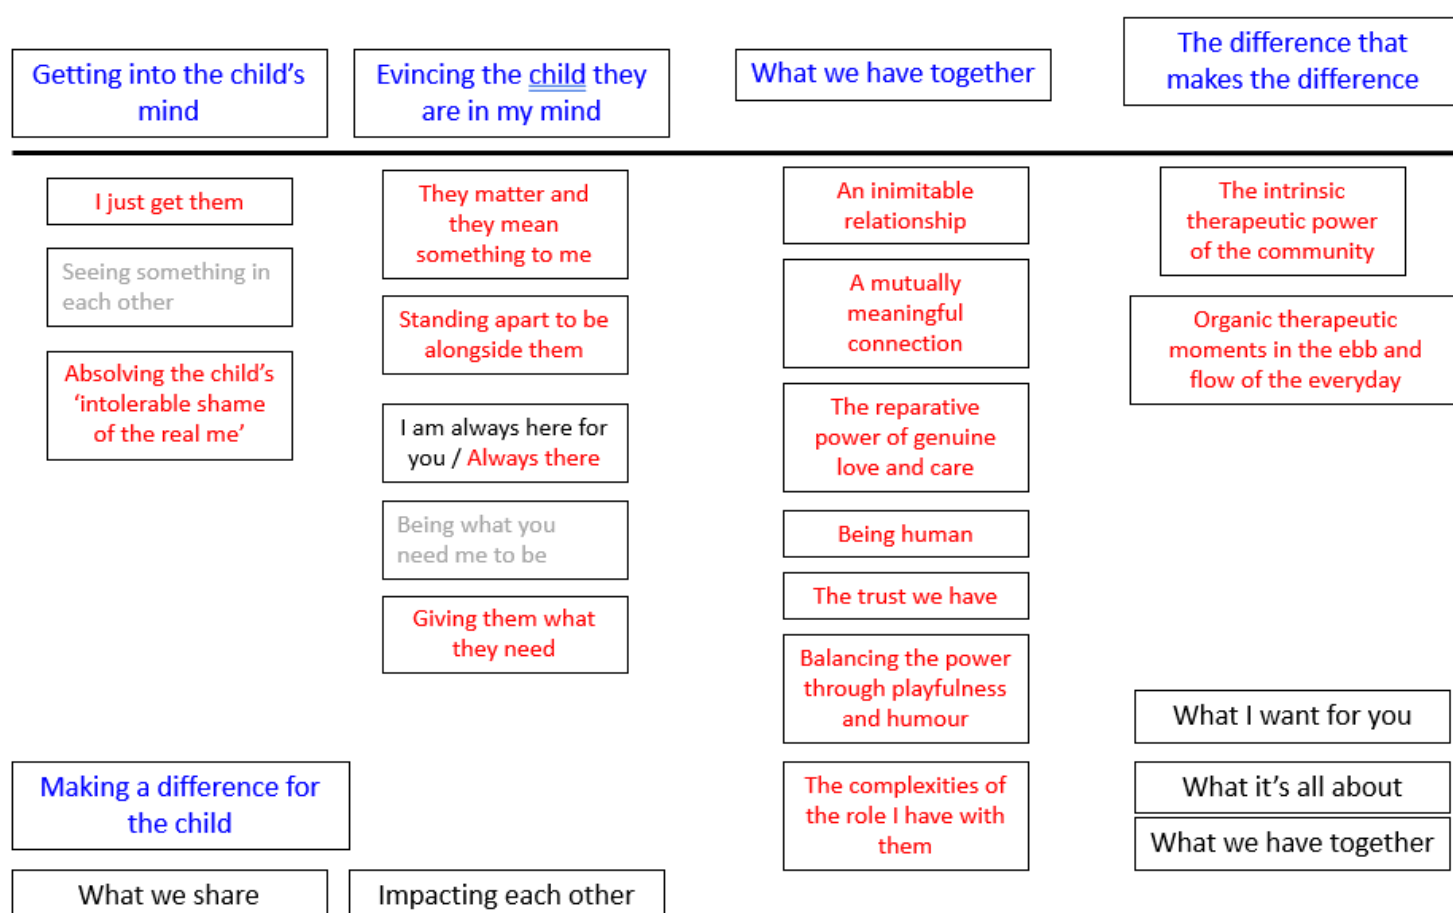 Getting into the child's
mind
Evincing the child they
are in my mind
What we have together
The difference that
makes the difference
I just get them
Seeing something in
each other
Absolving the child's
‘intolerable shame
of the real me’
They matter and
they mean
something to me
Standing apart to be
alongside them
I am always here for
you / Always there
Being what you
need me to be
Giving them what
they need
An inimitable
relationship
A mutually
meaningful
connection
The reparative
power of genuine
love and care
Being human
The trust we have
Balancing the power
through playfulness
and humour
The complexities of
the role I have with
them
The intrinsic
therapeutic power
of the community
Organic therapeutic
moments in the ebb and
flow of the everyday
What I want for you
What it's all about
What we have together
Making a difference for
the child
What we share
Impacting each other